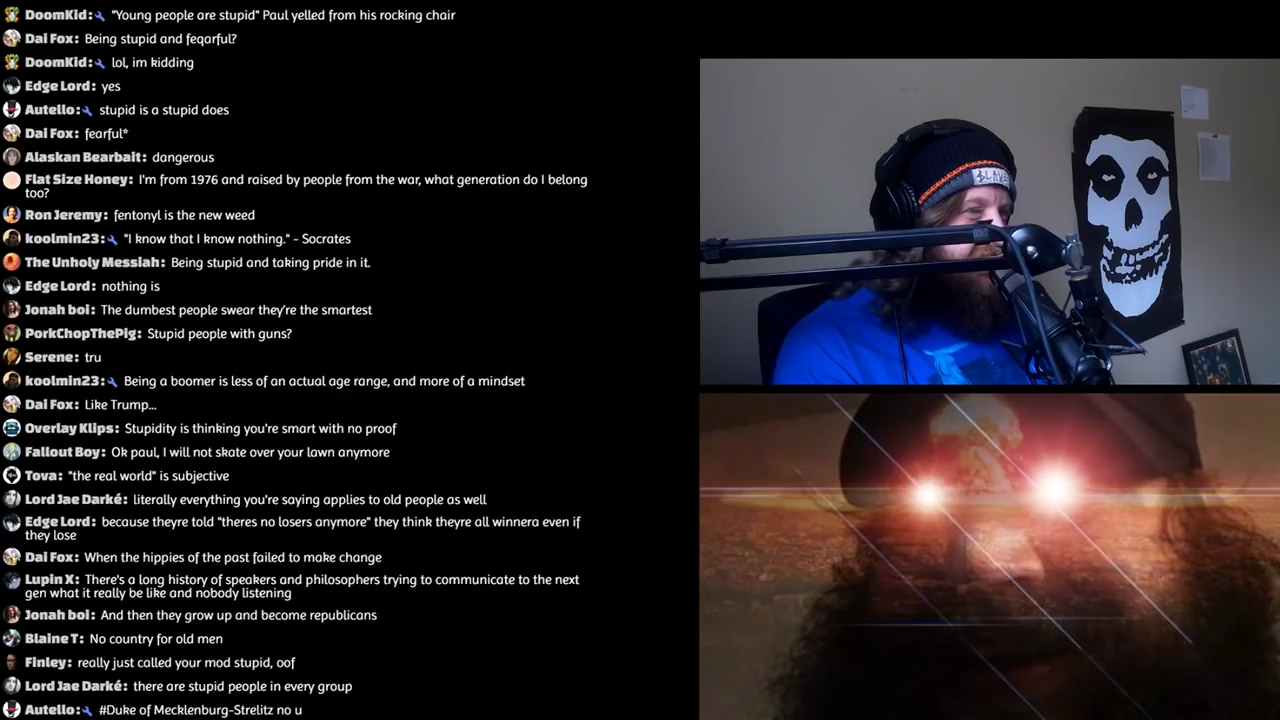 DoomKid: "Young people are stupid" Paul yelled from his rocking chair
Dai Fox: Being stupid and feqarful?
DoomKid: lol, im kidding
Edge Lord: yes
Autello: stupid is a stupid does
Dai Fox: fearful*
Alaskan Bearbait: dangerous
Flat Size Honey: I'm from 1976 and raised by people from the war, what generation do I belong
too?
Ron Jeremy: fentonyl is the new weed
koolmin23: "I know that I know nothing." - Socrates
The Unholy Messiah: Being stupid and taking pride in it.
Edge Lord: nothing is
Jonah boi: The dumbest people swear they're the smartest
PorkChopThePig: Stupid people with guns?
Serene: tru
koolmin23: Being a boomer is less of an actual age range, and more of a mindset
Dai Fox: Like Trump...
Overlay Klips: Stupidity is thinking you're smart with no proof
Fallout Boy: Ok paul, I will not skate over your lawn anymore
Tova: "the real world" is subjective
Lord Jae Darké: literally everything you're saying applies to old people as well
Edge Lord: because theyre told "theres no losers anymore" they think theyre all winnera even if
they lose
Dai Fox: When the hippies of the past failed to make change
Lupin X: There's a long history of speakers and philosophers trying to communicate to the next
gen what it really be like and nobody listening
Jonah boi: And then they grow up and become republicans
Blaine T: No country for old men
Finley: really just called your mod stupid, oof
Lord Jae Darké: there are stupid people in every group
Autello: #Duke of Mecklenburg-Strelitz no u